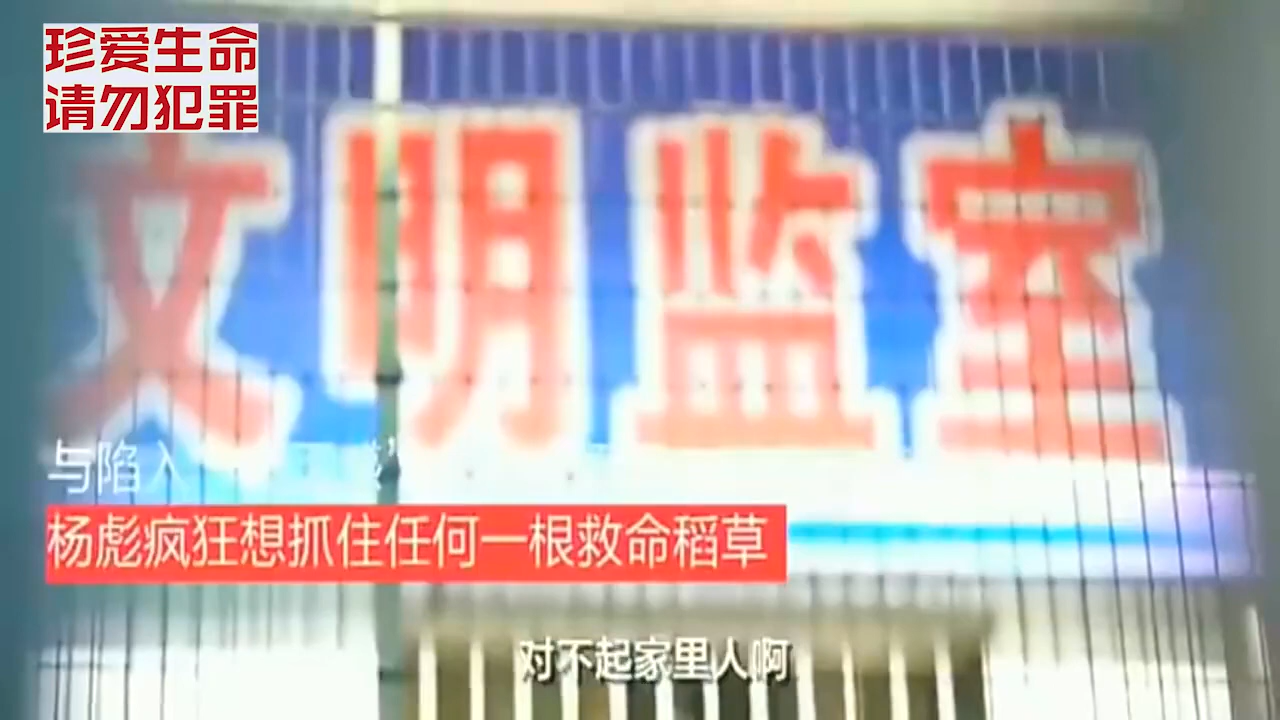 珍爱生命
请勿犯罪
文明监室
与陷入
杨彪疯狂想抓住任何一根救命稻草
对不起家里人啊